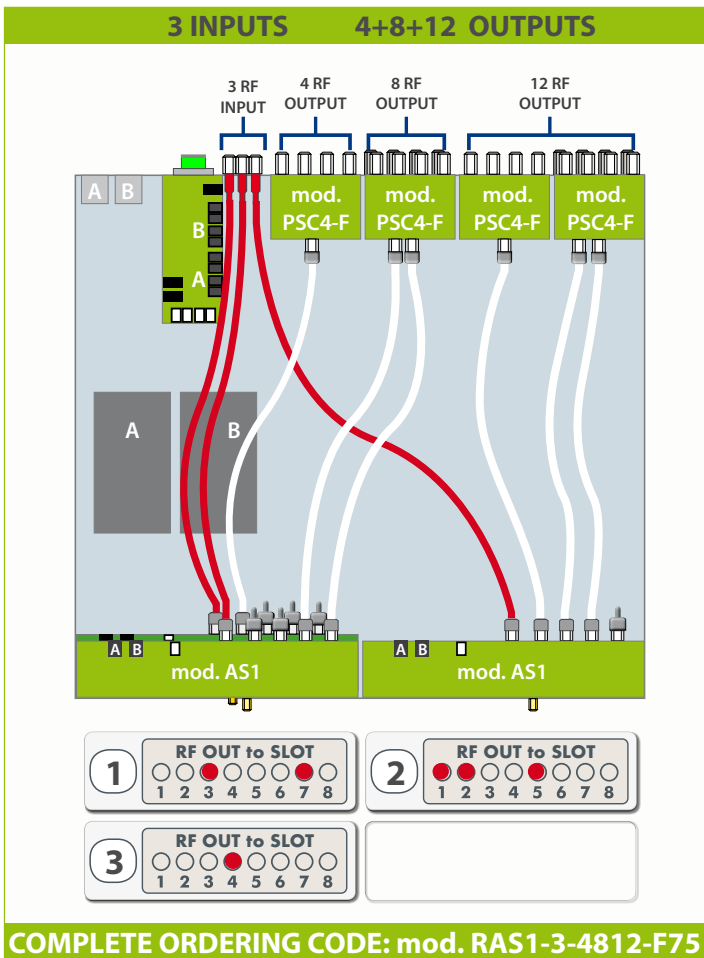 3 INPUTS 4+8+12 OUTPUTS
3 RF INPUT
4 RF OUTPUT
8 RF OUTPUT
12 RF OUTPUT
A B
mod. PSC4-F
mod. PSC4-F
mod. PSC4-F
mod. PSC4-F
B
A
A
B
A B
mod. AS1
A B
mod. AS1
1
RF OUT to SLOT
1 2 3 4 5 6 7 8
2
RF OUT to SLOT
1 2 3 4 5 6 7 8
3
RF OUT to SLOT
1 2 3 4 5 6 7 8
COMPLETE ORDERING CODE: mod. RAS1-3-4812-F75